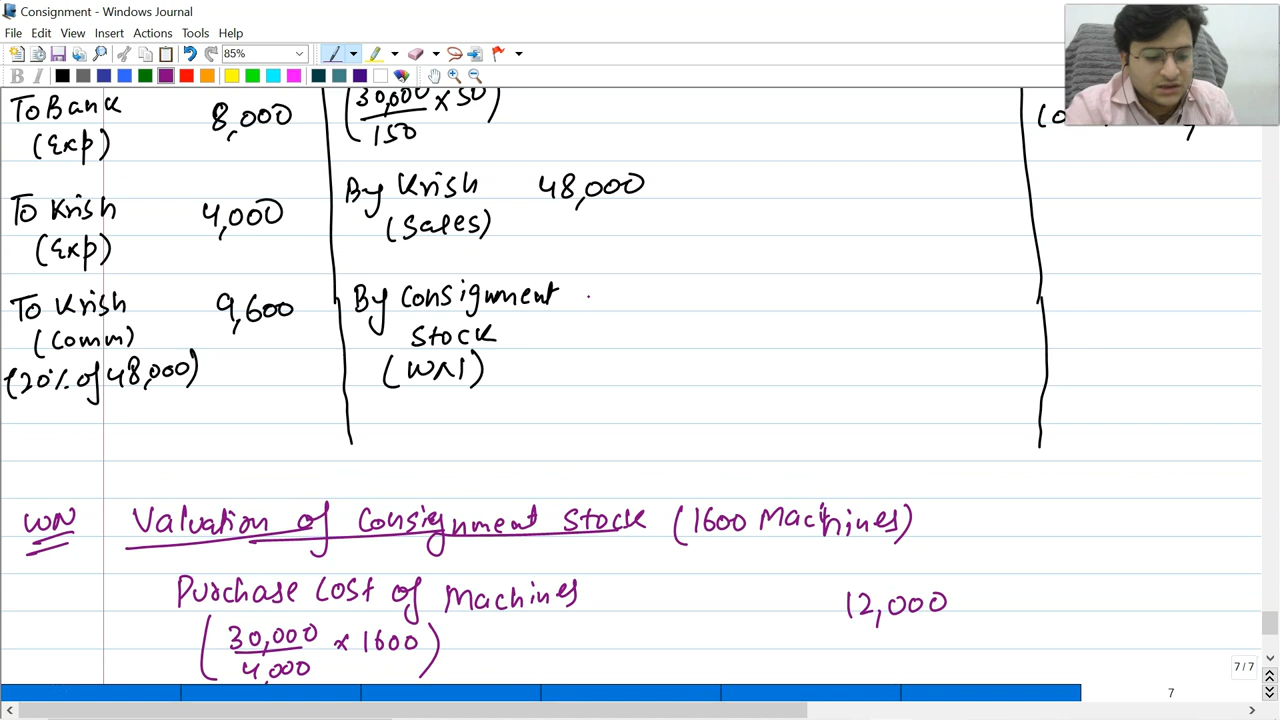 Consignment - Windows Journal
File Edit View Insert Actions Tools Help
85%
B I
To Bank 8,000
(Exp)
(30,000/150 × 50)
To Krish 4,000
(Exp)
By Krish 48,000
(Sales)
To Krish 9,600
(Comm)
(20% of 48,000)
By Consignment
Stock
(WN1)
WN Valuation of Consignment Stock (1600 Machines)
Purchase Cost of Machines 12,000
(30,000/4,000 × 1600)
7 / 7
7